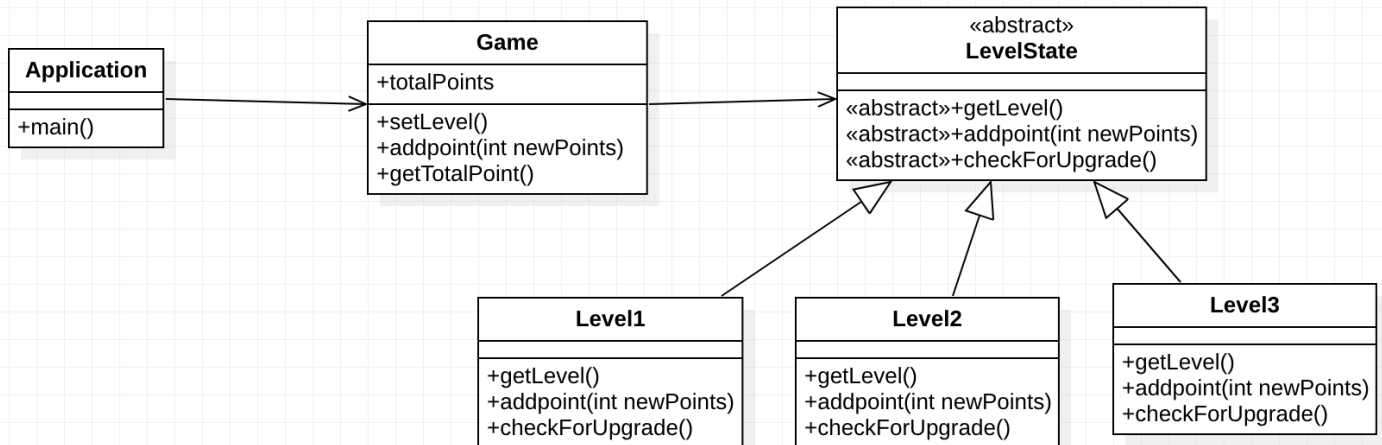 Application
+main()
Game
+totalPoints
+setLevel()
+addpoint(int newPoints)
+getTotalPoint()
«abstract»
LevelState
«abstract»+getLevel()
«abstract»+addpoint(int newPoints)
«abstract»+checkForUpgrade()
Level1
+getLevel()
+addpoint(int newPoints)
+checkForUpgrade()
Level2
+getLevel()
+addpoint(int newPoints)
+checkForUpgrade()
Level3
+getLevel()
+addpoint(int newPoints)
+checkForUpgrade()